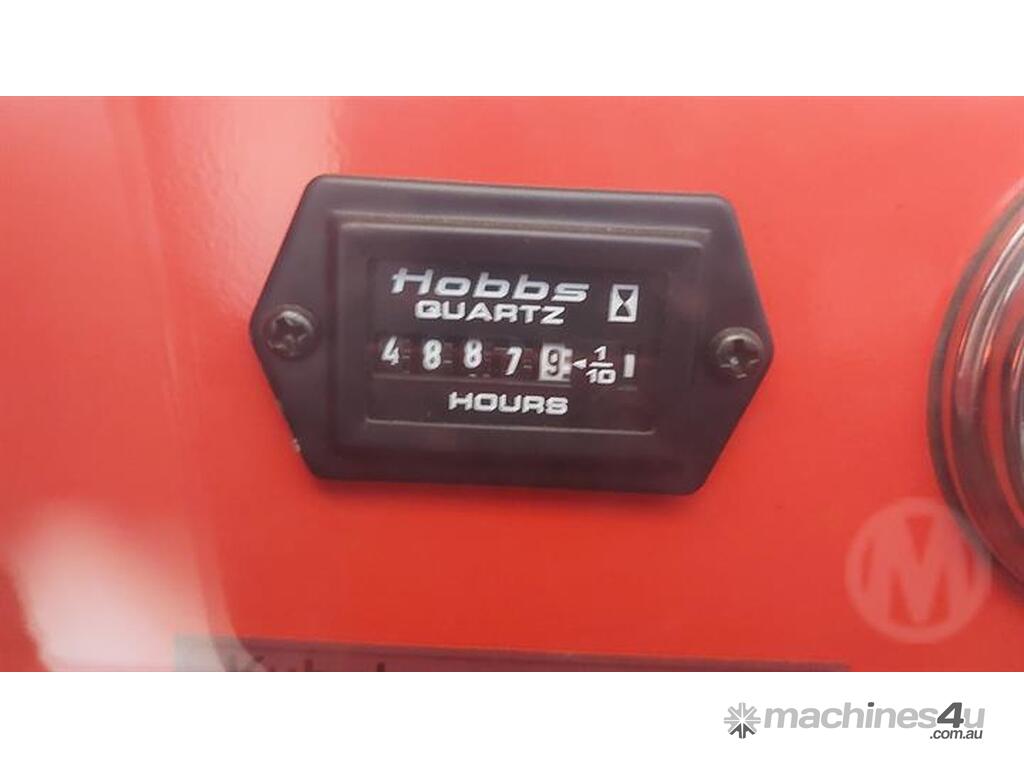 Hobbs
QUARTZ
4 8 8 7 9 1/10
HOURS
M
machines4u
.com.au